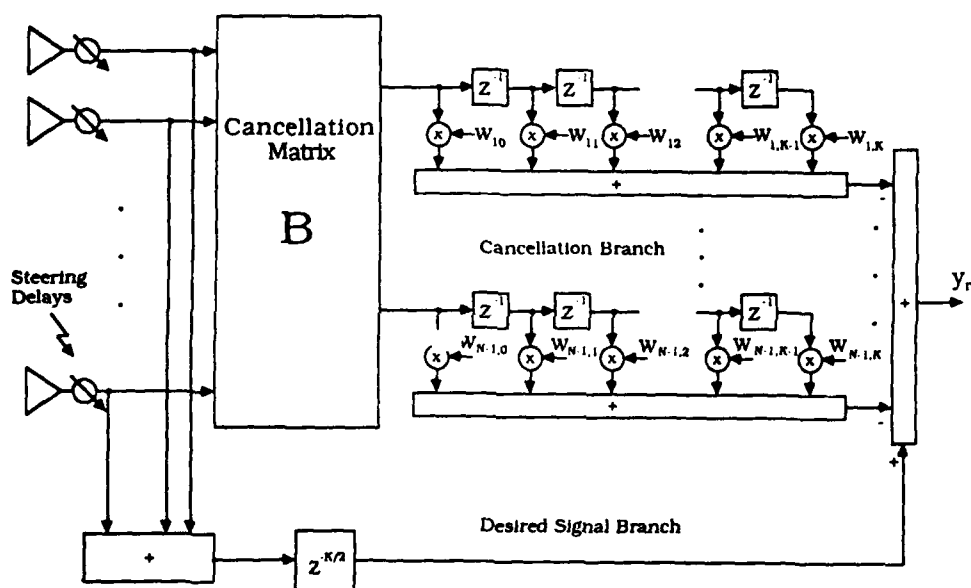 Cancellation
Matrix
B
Z⁻¹ Z⁻¹ Z⁻¹
x x x x x
W₁₀ W₁₁ W₁₂ W₁,K-1 W₁,K
+
-
Cancellation Branch
Steering
Delays
Z⁻¹ Z⁻¹ Z⁻¹
x x x x x
W_N-1,0 W_N-1,1 W_N-1,2 W_N-1,K-1 W_N-1,K
+
-
+
yₙ
+
Desired Signal Branch
+
Z^-K/2